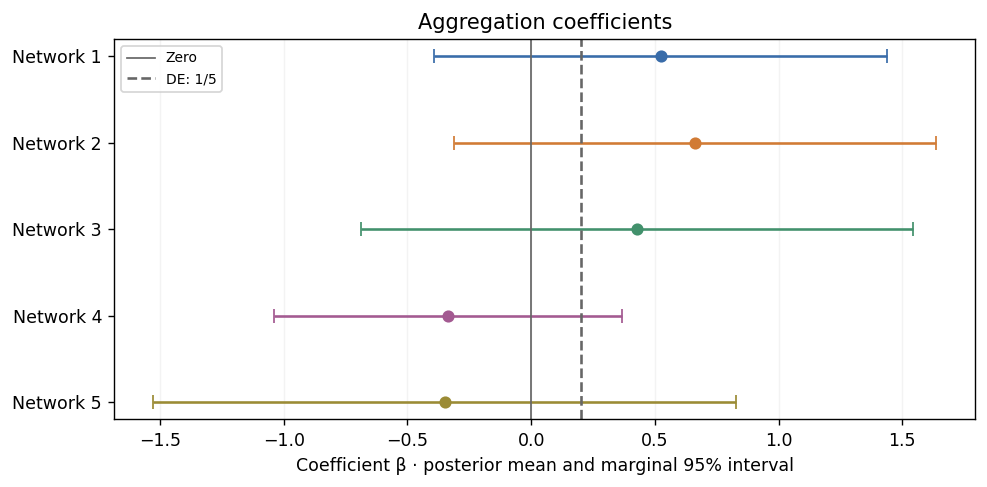 Aggregation coefficients
Zero
DE: 1/5
Network 1
Network 2
Network 3
Network 4
Network 5
−1.5 −1.0 −0.5 0.0 0.5 1.0 1.5
Coefficient β · posterior mean and marginal 95% interval